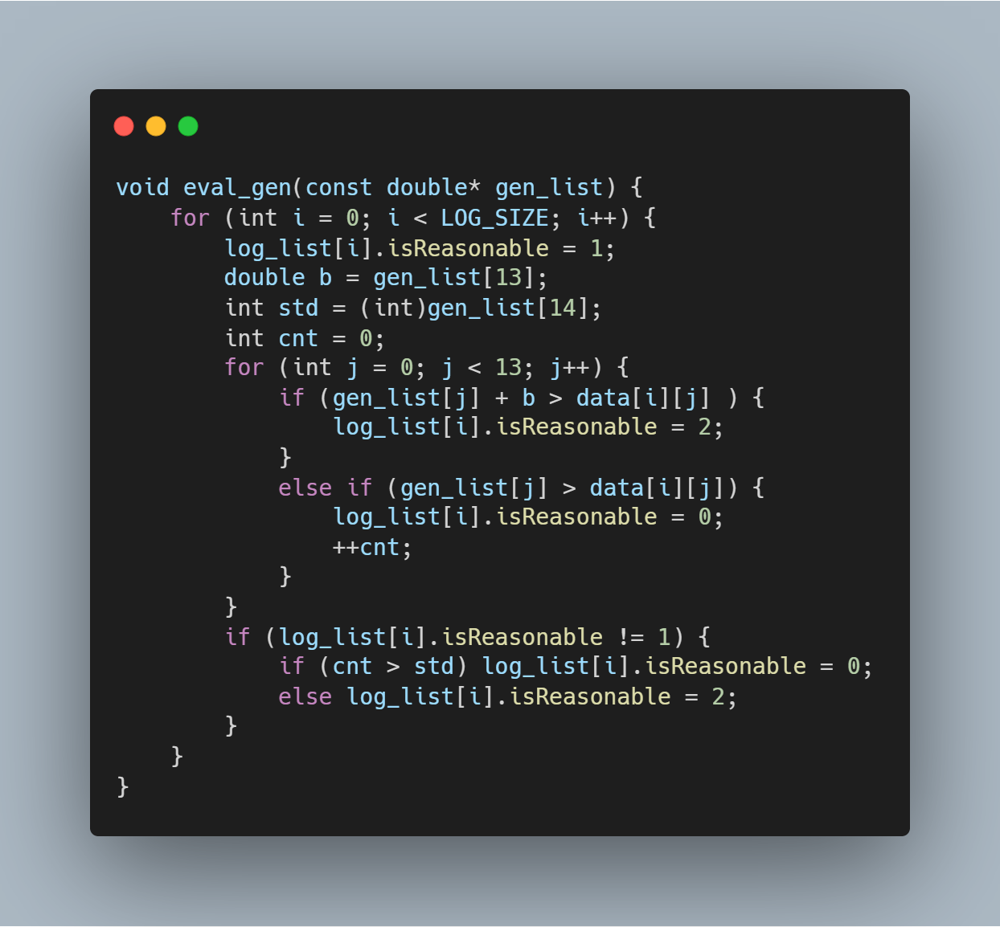 void eval_gen(const double* gen_list) {
    for (int i = 0; i < LOG_SIZE; i++) {
        log_list[i].isReasonable = 1;
        double b = gen_list[13];
        int std = (int)gen_list[14];
        int cnt = 0;
        for (int j = 0; j < 13; j++) {
            if (gen_list[j] + b > data[i][j] ) {
                log_list[i].isReasonable = 2;
            }
            else if (gen_list[j] > data[i][j]) {
                log_list[i].isReasonable = 0;
                ++cnt;
            }
        }
        if (log_list[i].isReasonable != 1) {
            if (cnt > std) log_list[i].isReasonable = 0;
            else log_list[i].isReasonable = 2;
        }
    }
}